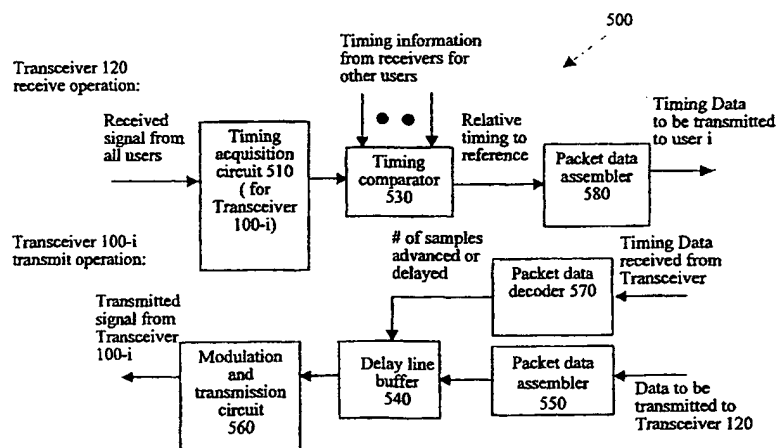 500
Timing information
from receivers for
other users
Transceiver 120
receive operation:
Received
signal from
all users
Timing
acquisition
circuit 510
( for
Transceiver
100-i)
Timing
comparator
530
Relative
timing to
reference
Packet data
assembler
580
Timing Data
to be transmitted
to user i
Transceiver 100-i
transmit operation:
# of samples
advanced or
delayed
Packet data
decoder 570
Timing Data
received from
Transceiver
Transmitted
signal from
Transceiver
100-i
Modulation
and
transmission
circuit
560
Delay line
buffer
540
Packet data
assembler
550
Data to be
transmitted to
Transceiver 120